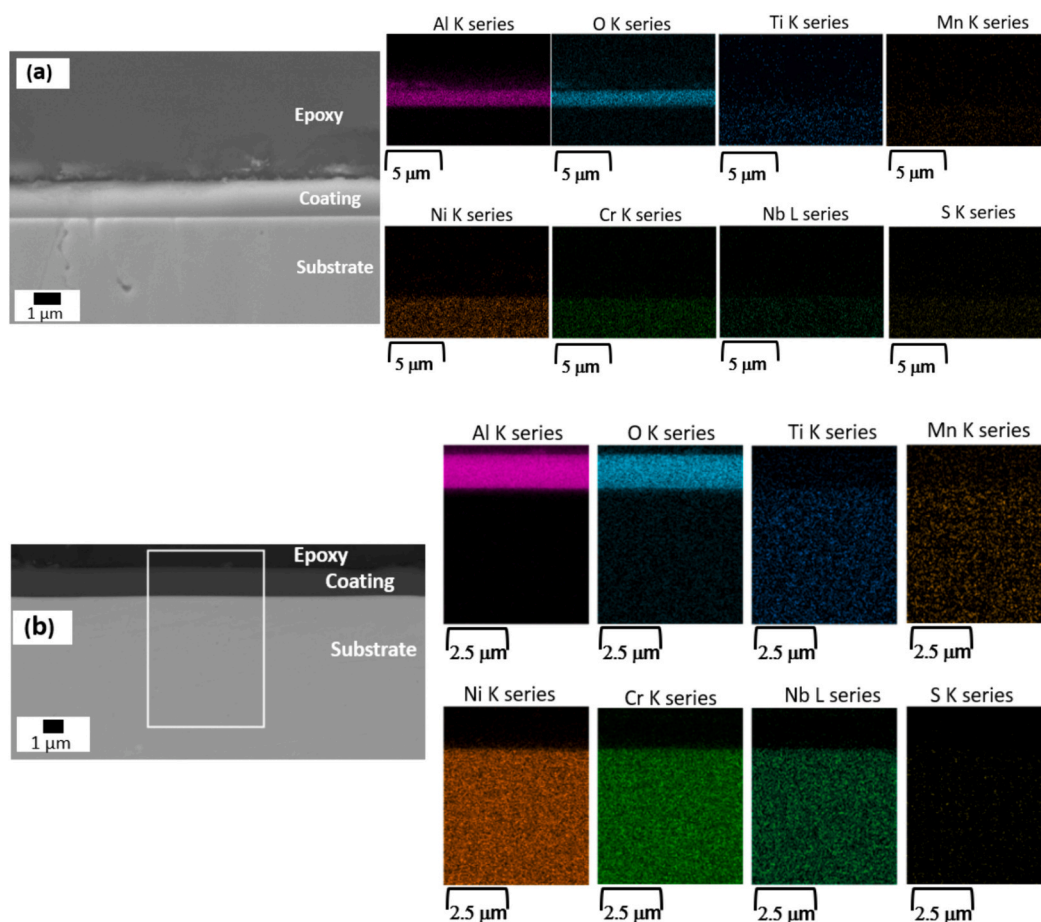 (a)
Epoxy
Coating
Substrate
1 μm
Al K series
O K series
Ti K series
Mn K series
5 μm
5 μm
5 μm
5 μm
Ni K series
Cr K series
Nb L series
S K series
5 μm
5 μm
5 μm
5 μm
(b)
Epoxy
Coating
Substrate
1 μm
Al K series
O K series
Ti K series
Mn K series
2.5 μm
2.5 μm
2.5 μm
2.5 μm
Ni K series
Cr K series
Nb L series
S K series
2.5 μm
2.5 μm
2.5 μm
2.5 μm